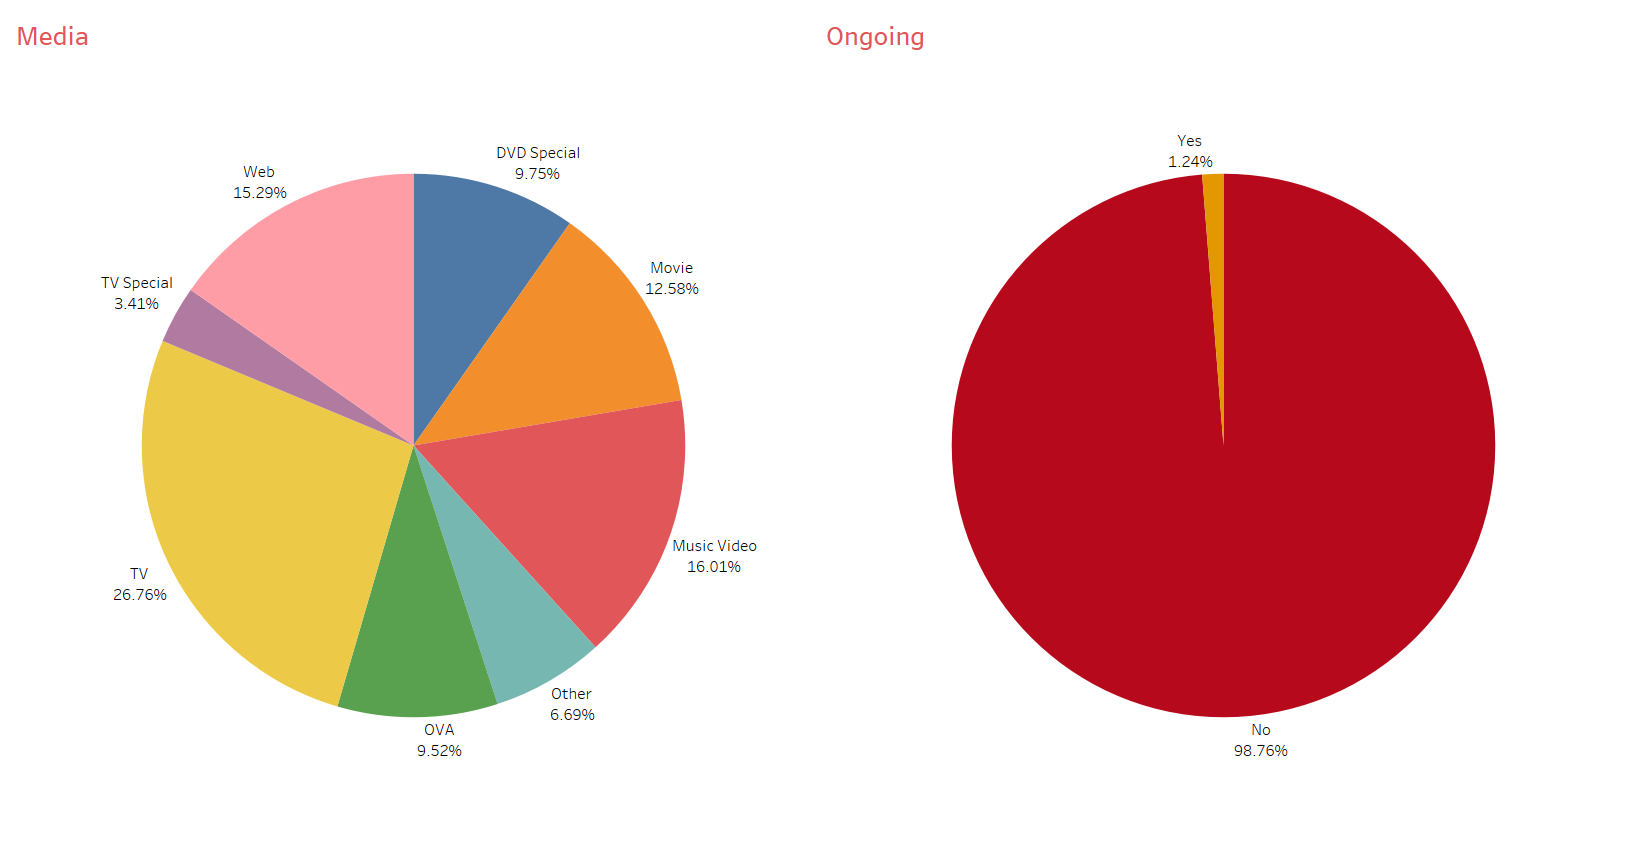 Media
Ongoing
DVD Special
9.75%
Movie
12.58%
Music Video
16.01%
Other
6.69%
OVA
9.52%
TV
26.76%
TV Special
3.41%
Web
15.29%
Yes
1.24%
No
98.76%